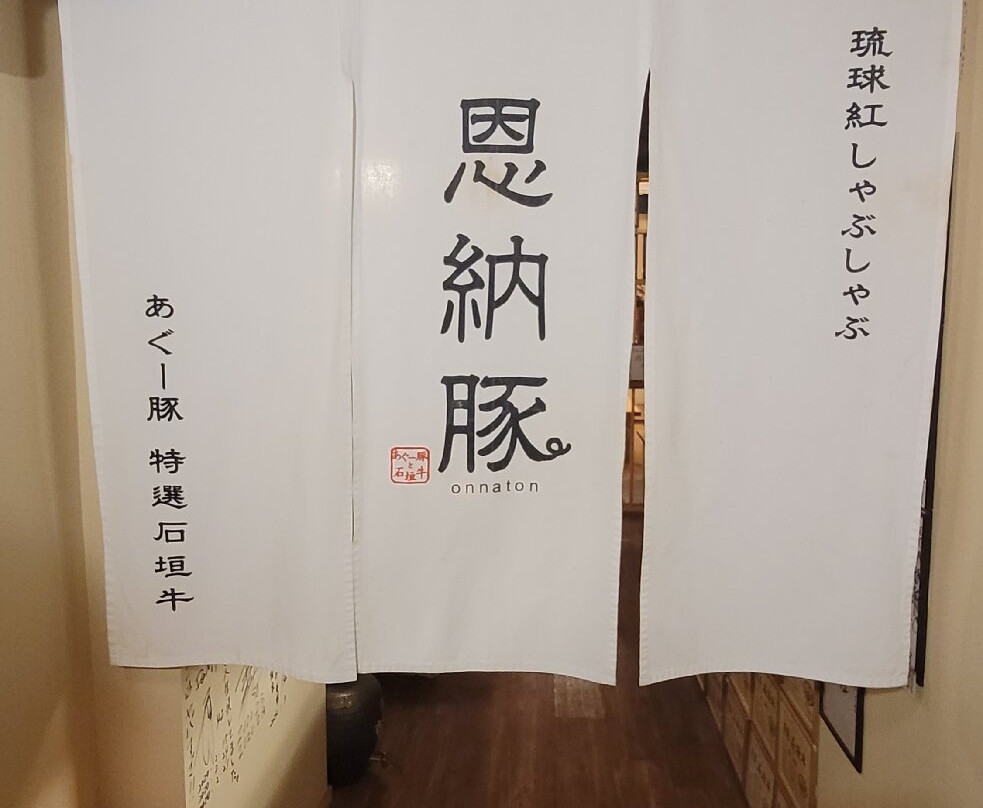 琉球紅しゃぶしゃぶ
恩納豚
onnaton
あぐー豚
と
石垣牛
あぐー豚 特選石垣牛